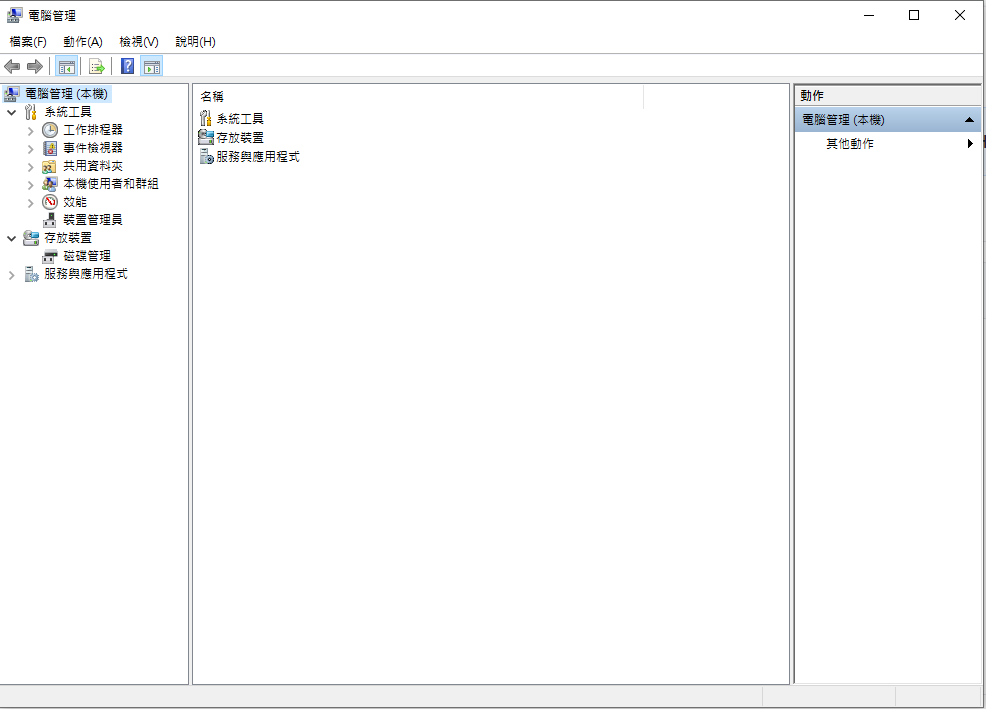 電腦管理
檔案(F) 動作(A) 檢視(V) 說明(H)
電腦管理 (本機)
系統工具
工作排程器
事件檢視器
共用資料夾
本機使用者和群組
效能
裝置管理員
存放裝置
磁碟管理
服務與應用程式
名稱
系統工具
存放裝置
服務與應用程式
動作
電腦管理 (本機)
其他動作